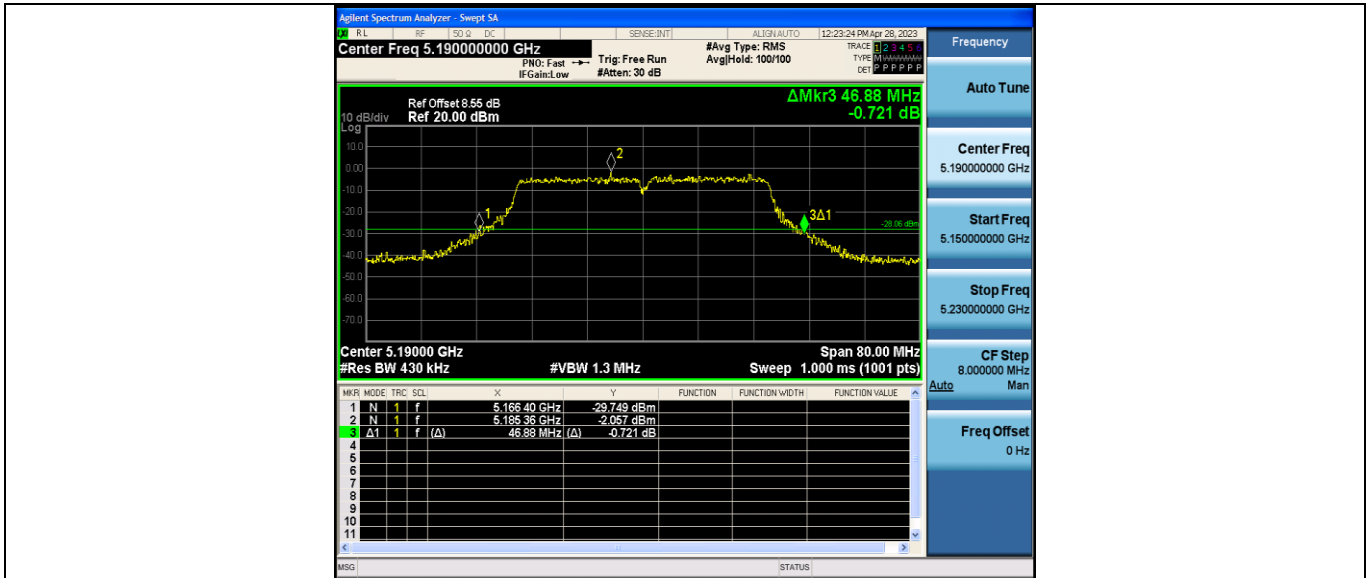 Agilent Spectrum Analyzer - Swept SA
LXI RL RF 50 Ω DC SENSE:INT ALIGN AUTO 12:23:24 PM Apr 28, 2023
Center Freq 5.190000000 GHz
PNO: Fast
IFGain:Low
Trig: Free Run
#Atten: 30 dB
#Avg Type: RMS
Avg|Hold: 100/100
TRACE 1 2 3 4 5 6
TYPE M
DET P P P P P P
ΔMkr3 46.88 MHz
-0.721 dB
Ref Offset 8.55 dB
10 dB/div Ref 20.00 dBm
Log
10.0
0.00
-10.0
-20.0
-30.0
-40.0
-50.0
-60.0
-70.0
1
2
3Δ1
-28.06 dBm
Center 5.19000 GHz Span 80.00 MHz
#Res BW 430 kHz #VBW 1.3 MHz Sweep 1.000 ms (1001 pts)
MKR MODE TRC SCL X Y FUNCTION FUNCTION WIDTH FUNCTION VALUE
1 N 1 f 5.166 40 GHz -29.749 dBm
2 N 1 f 5.185 36 GHz -2.057 dBm
3 Δ1 1 f (Δ) 46.88 MHz (Δ) -0.721 dB
4
5
6
7
8
9
10
11
MSG STATUS
Frequency
Auto Tune
Center Freq
5.190000000 GHz
Start Freq
5.150000000 GHz
Stop Freq
5.230000000 GHz
CF Step
8.000000 MHz
Auto Man
Freq Offset
0 Hz